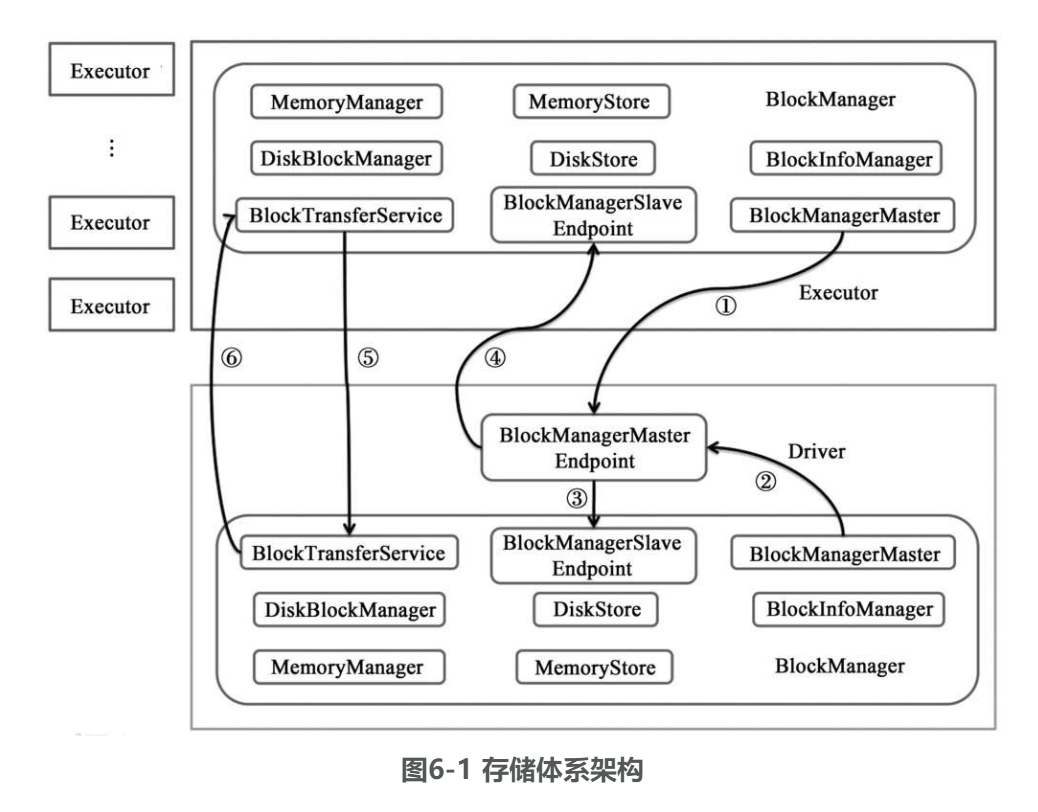 Executor
⋮
Executor
Executor
MemoryManager
MemoryStore
BlockManager
DiskBlockManager
DiskStore
BlockInfoManager
BlockTransferService
BlockManagerSlave
Endpoint
BlockManagerMaster
Executor
①
⑥
⑤
④
BlockManagerMaster
Endpoint
Driver
②
③
BlockTransferService
BlockManagerSlave
Endpoint
BlockManagerMaster
DiskBlockManager
DiskStore
BlockInfoManager
MemoryManager
MemoryStore
BlockManager
图6-1 存储体系架构